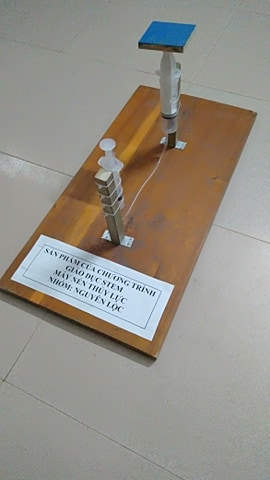 SẢN PHẨM CỦA CHƯƠNG TRÌNH
GIÁO DỤC STEM
MÁY NÉN THỦY LỰC
NHÓM: NGUYÊN LỘC